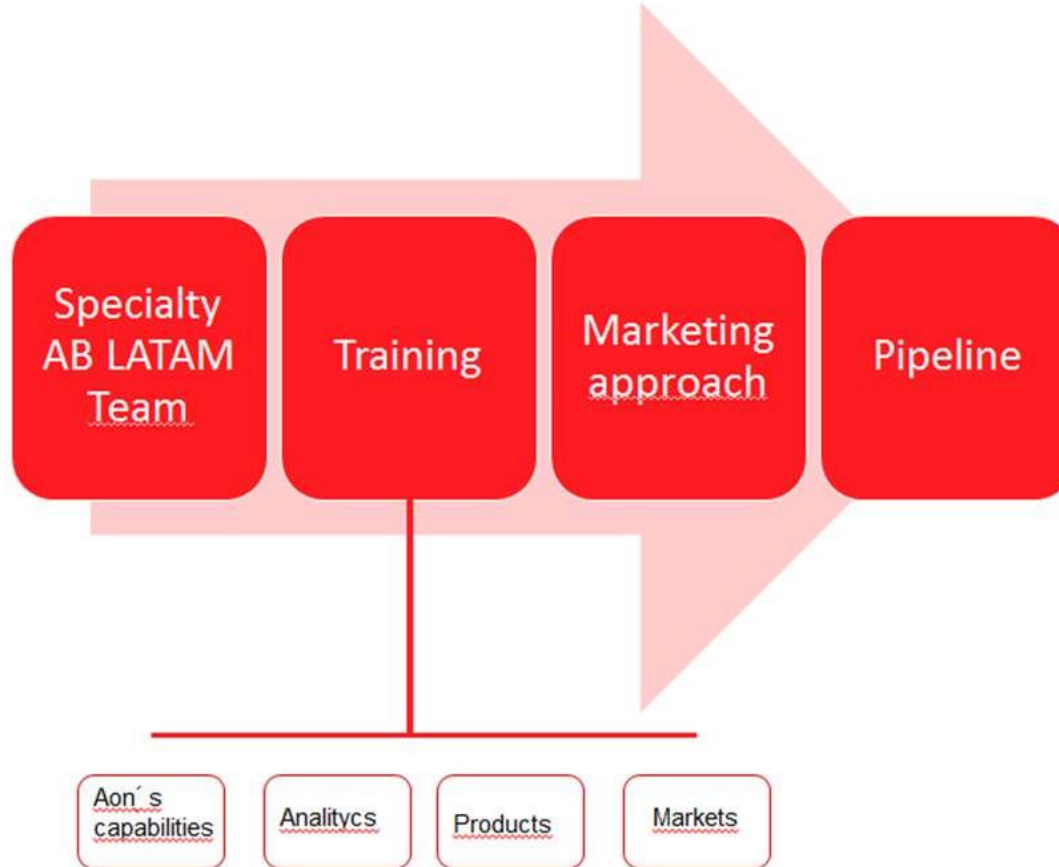 Specialty
AB LATAM
Team
Training
Marketing
approach
Pipeline
Aon´s
capabilities
Analitycs
Products
Markets